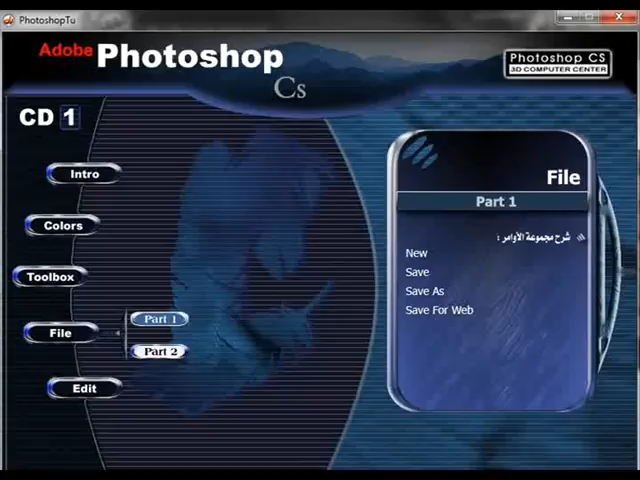 PhotoshopTu
Adobe Photoshop
Cs
Photoshop CS
3D COMPUTER CENTER
CD 1
Intro
Colors
Toolbox
File
Part 1
Part 2
Edit
File
Part 1
شرح مجموعة الأوامر :
New
Save
Save As
Save For Web